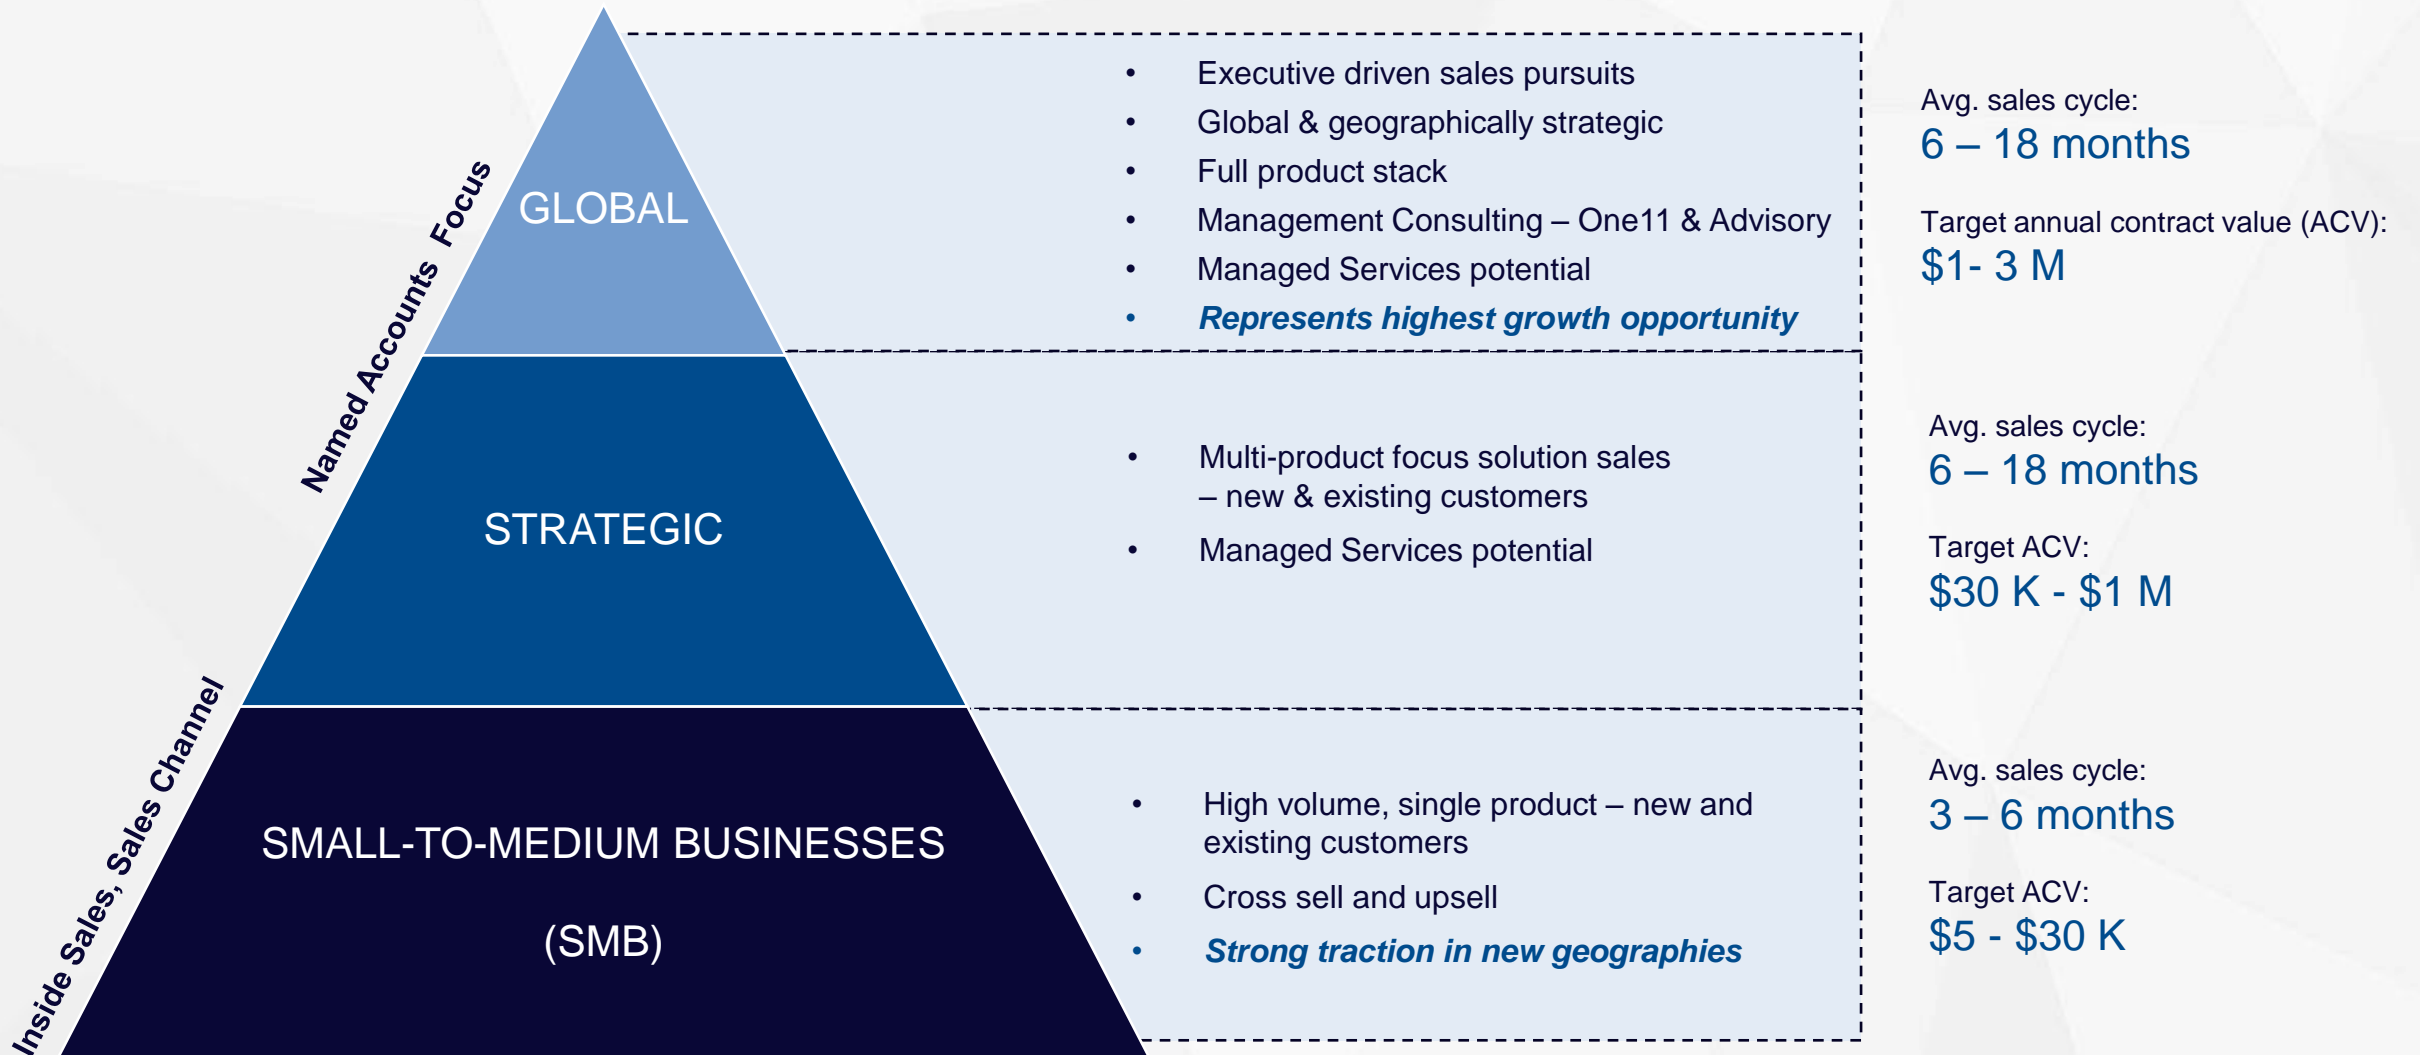 Named Accounts Focus
GLOBAL
• Executive driven sales pursuits
• Global & geographically strategic
• Full product stack
• Management Consulting – One11 & Advisory
• Managed Services potential
• Represents highest growth opportunity
Avg. sales cycle:
6 – 18 months
Target annual contract value (ACV):
$1- 3 M
STRATEGIC
• Multi-product focus solution sales
– new & existing customers
• Managed Services potential
Avg. sales cycle:
6 – 18 months
Target ACV:
$30 K - $1 M
Inside Sales, Sales Channel
SMALL-TO-MEDIUM BUSINESSES
(SMB)
• High volume, single product – new and
existing customers
• Cross sell and upsell
• Strong traction in new geographies
Avg. sales cycle:
3 – 6 months
Target ACV:
$5 - $30 K